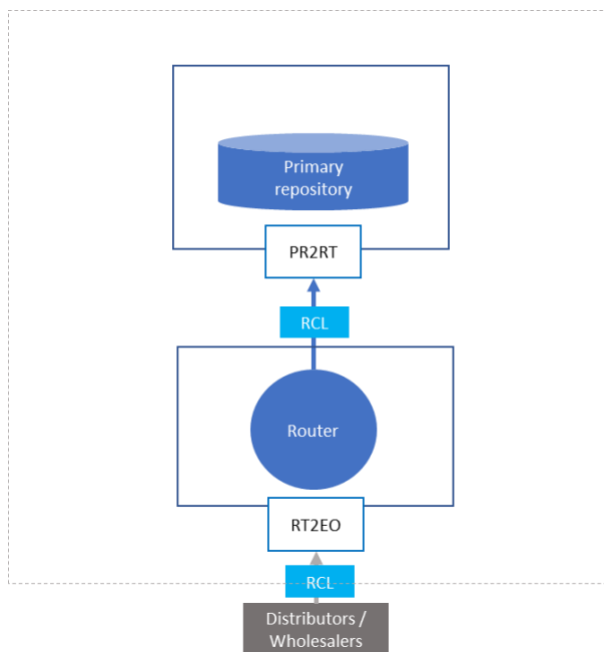 Primary
repository
PR2RT
RCL
Router
RT2EO
RCL
Distributors /
Wholesalers